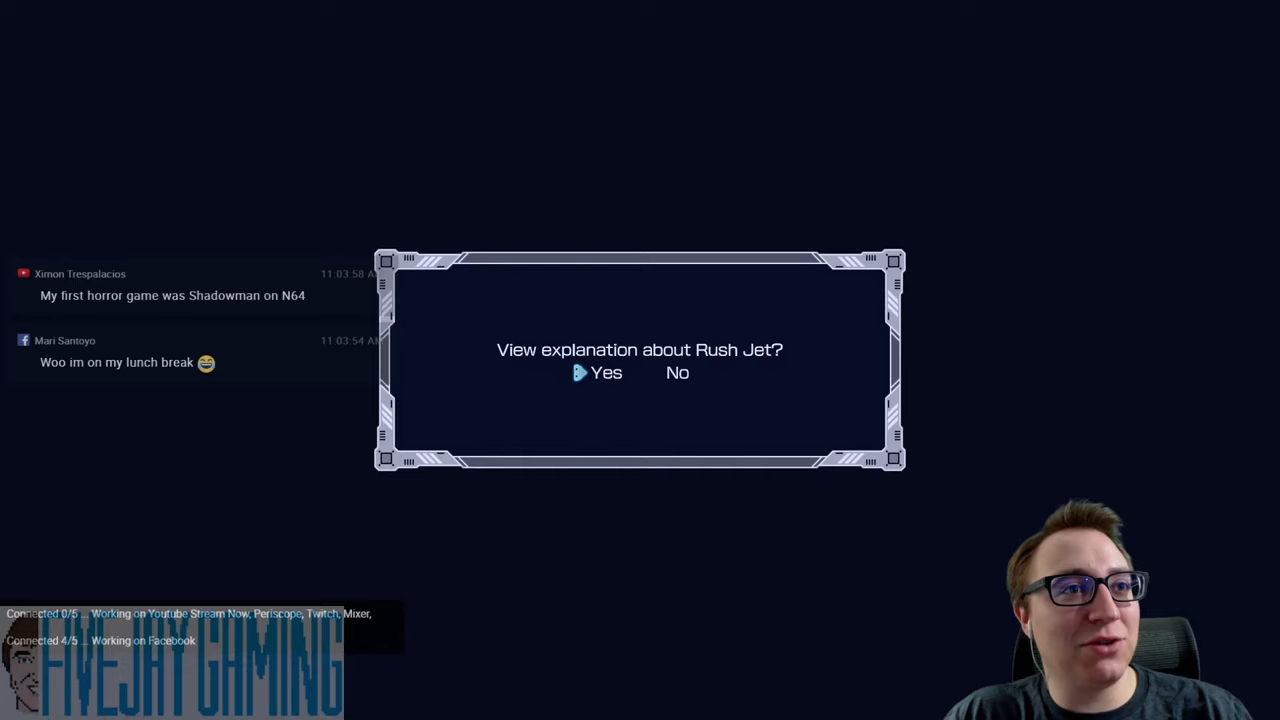 Ximon Trespalacios 11:03:58 A
My first horror game was Shadowman on N64
Mari Santoyo 11:03:54 A
Woo im on my lunch break 😂
View explanation about Rush Jet?
Yes No
Connected 0/5 ... Working on Youtube Stream Now, Periscope, Twitch, Mixer,
Connected 4/5 ... Working on Facebook
FIVEJAY GAMING